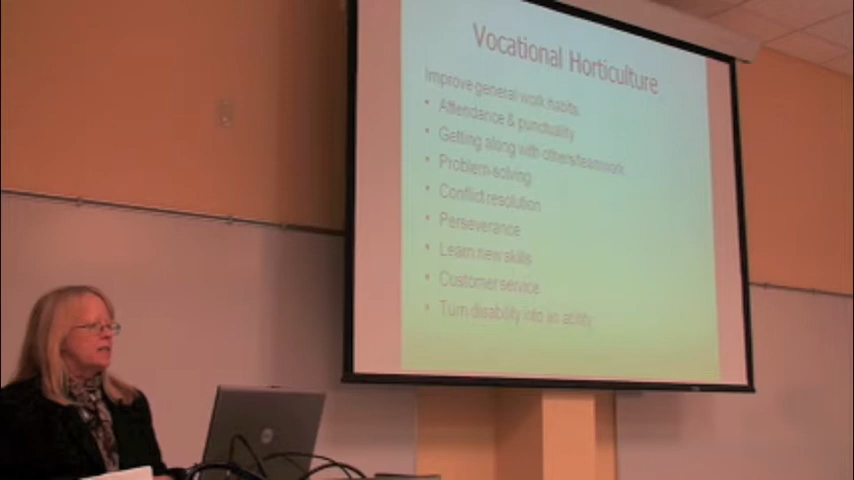 Vocational Horticulture
Improve general work habits:
• Attendance & punctuality
• Getting along with others/teamwork
• Problem-solving
• Conflict resolution
• Perseverance
• Learn new skills
• Customer service
• Turn disability into an ability